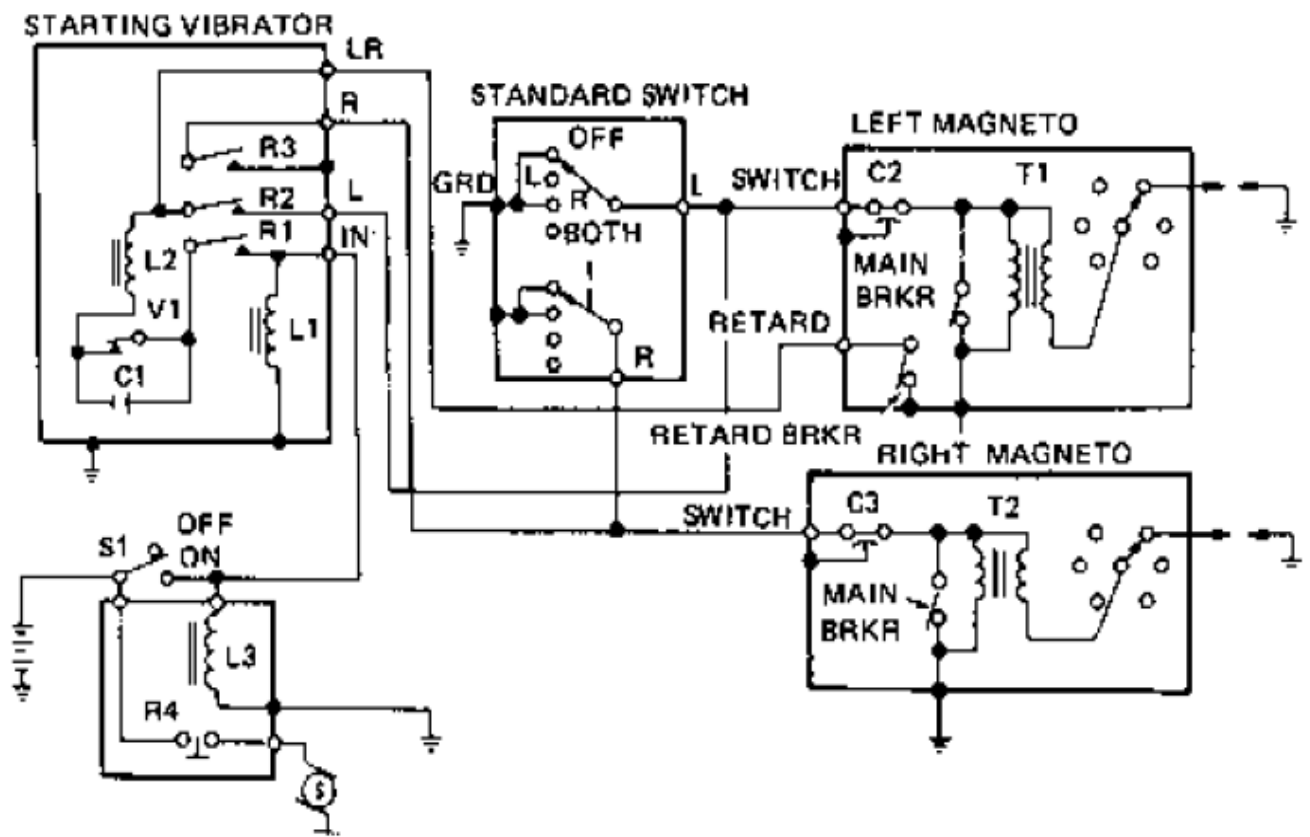 STARTING VIBRATOR
LR
R
R3
L
R2
R1
IN
L2
V1
L1
C1
STANDARD SWITCH
OFF
GRD
L
R
BOTH
L
R
SWITCH
LEFT MAGNETO
C2
T1
MAIN
BRKR
RETARD
RETARD BRKR
RIGHT MAGNETO
SWITCH
C3
T2
MAIN
BRKR
OFF
S1
ON
L3
R4
S